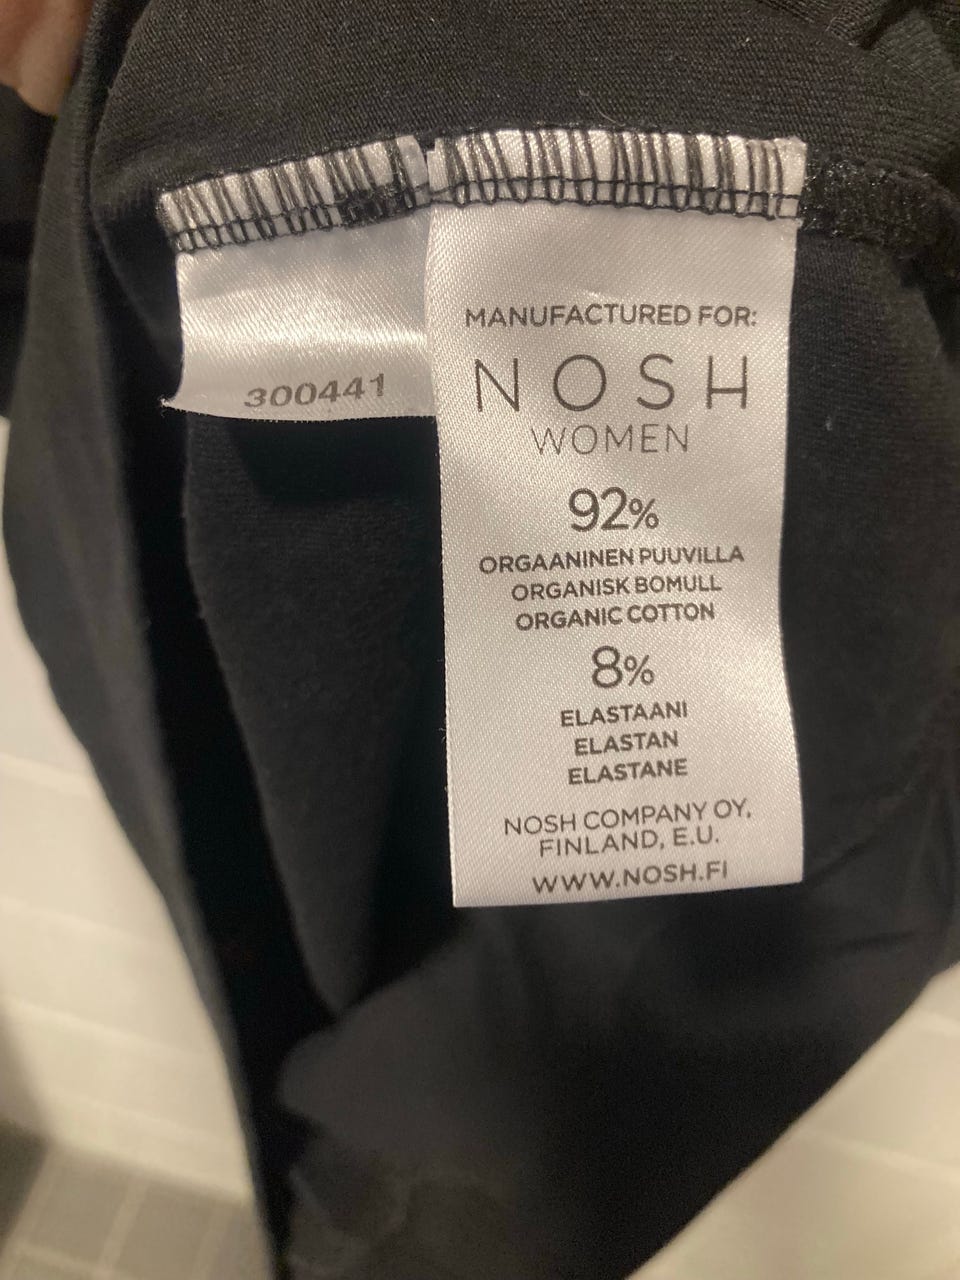 300441
MANUFACTURED FOR:
NOSH
WOMEN
92%
ORGAANINEN PUUVILLA
ORGANISK BOMULL
ORGANIC COTTON
8%
ELASTAANI
ELASTAN
ELASTANE
NOSH COMPANY OY,
FINLAND, E.U.
WWW.NOSH.FI